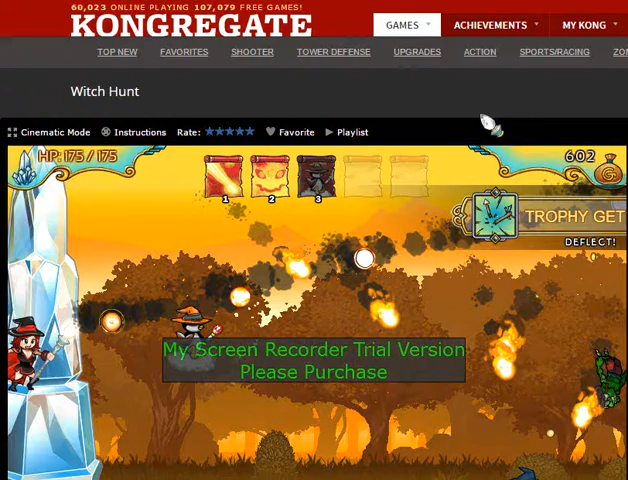 60,023 ONLINE PLAYING 107,079 FREE GAMES!
KONGREGATE
GAMES ACHIEVEMENTS MY KONG
TOP NEW FAVORITES SHOOTER TOWER DEFENSE UPGRADES ACTION SPORTS/RACING ZO
Witch Hunt
Cinematic Mode Instructions Rate: Favorite Playlist
HP: 175 / 175
602
G
1 2 3
TROPHY GET
DEFLECT!
My Screen Recorder Trial Version
Please Purchase